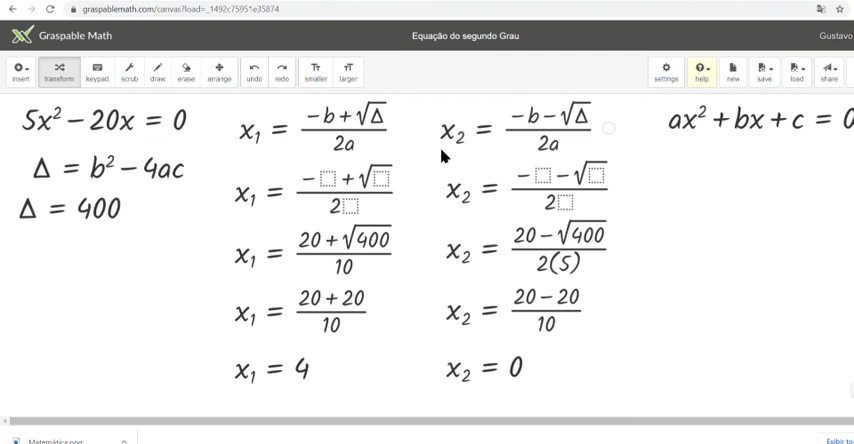 graspablemath.com/canvas?load=_1492c75951e35874
Graspable Math
Equação do segundo Grau
Gustavo
insert transform keypad scrub draw erase arrange undo redo smaller larger settings help new save load share
5x² − 20x = 0
Δ = b² − 4ac
Δ = 400
x₁ = (−b + √Δ) / 2a
x₁ = (−□ + √□) / 2□
x₁ = (20 + √400) / 10
x₁ = (20 + 20) / 10
x₁ = 4
x₂ = (−b − √Δ) / 2a
x₂ = (−□ − √□) / 2□
x₂ = (20 − √400) / 2(5)
x₂ = (20 − 20) / 10
x₂ = 0
ax² + bx + c = 0
Matemática.png
Exibir to